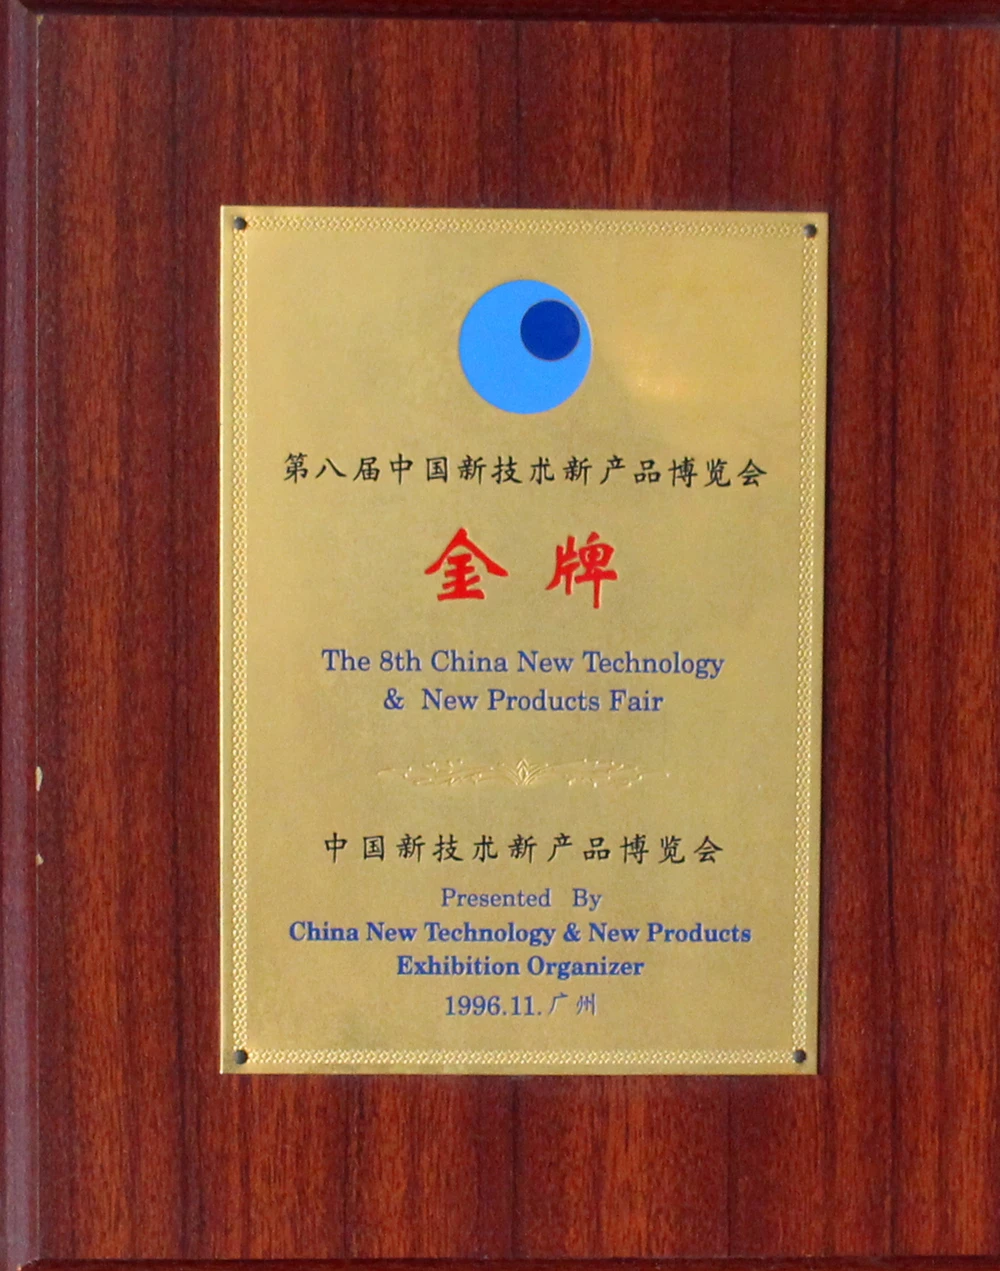 第八届中国新技术新产品博览会
金牌
The 8th China New Technology
& New Products Fair
中国新技术新产品博览会
Presented By
China New Technology & New Products
Exhibition Organizer
1996.11.广州